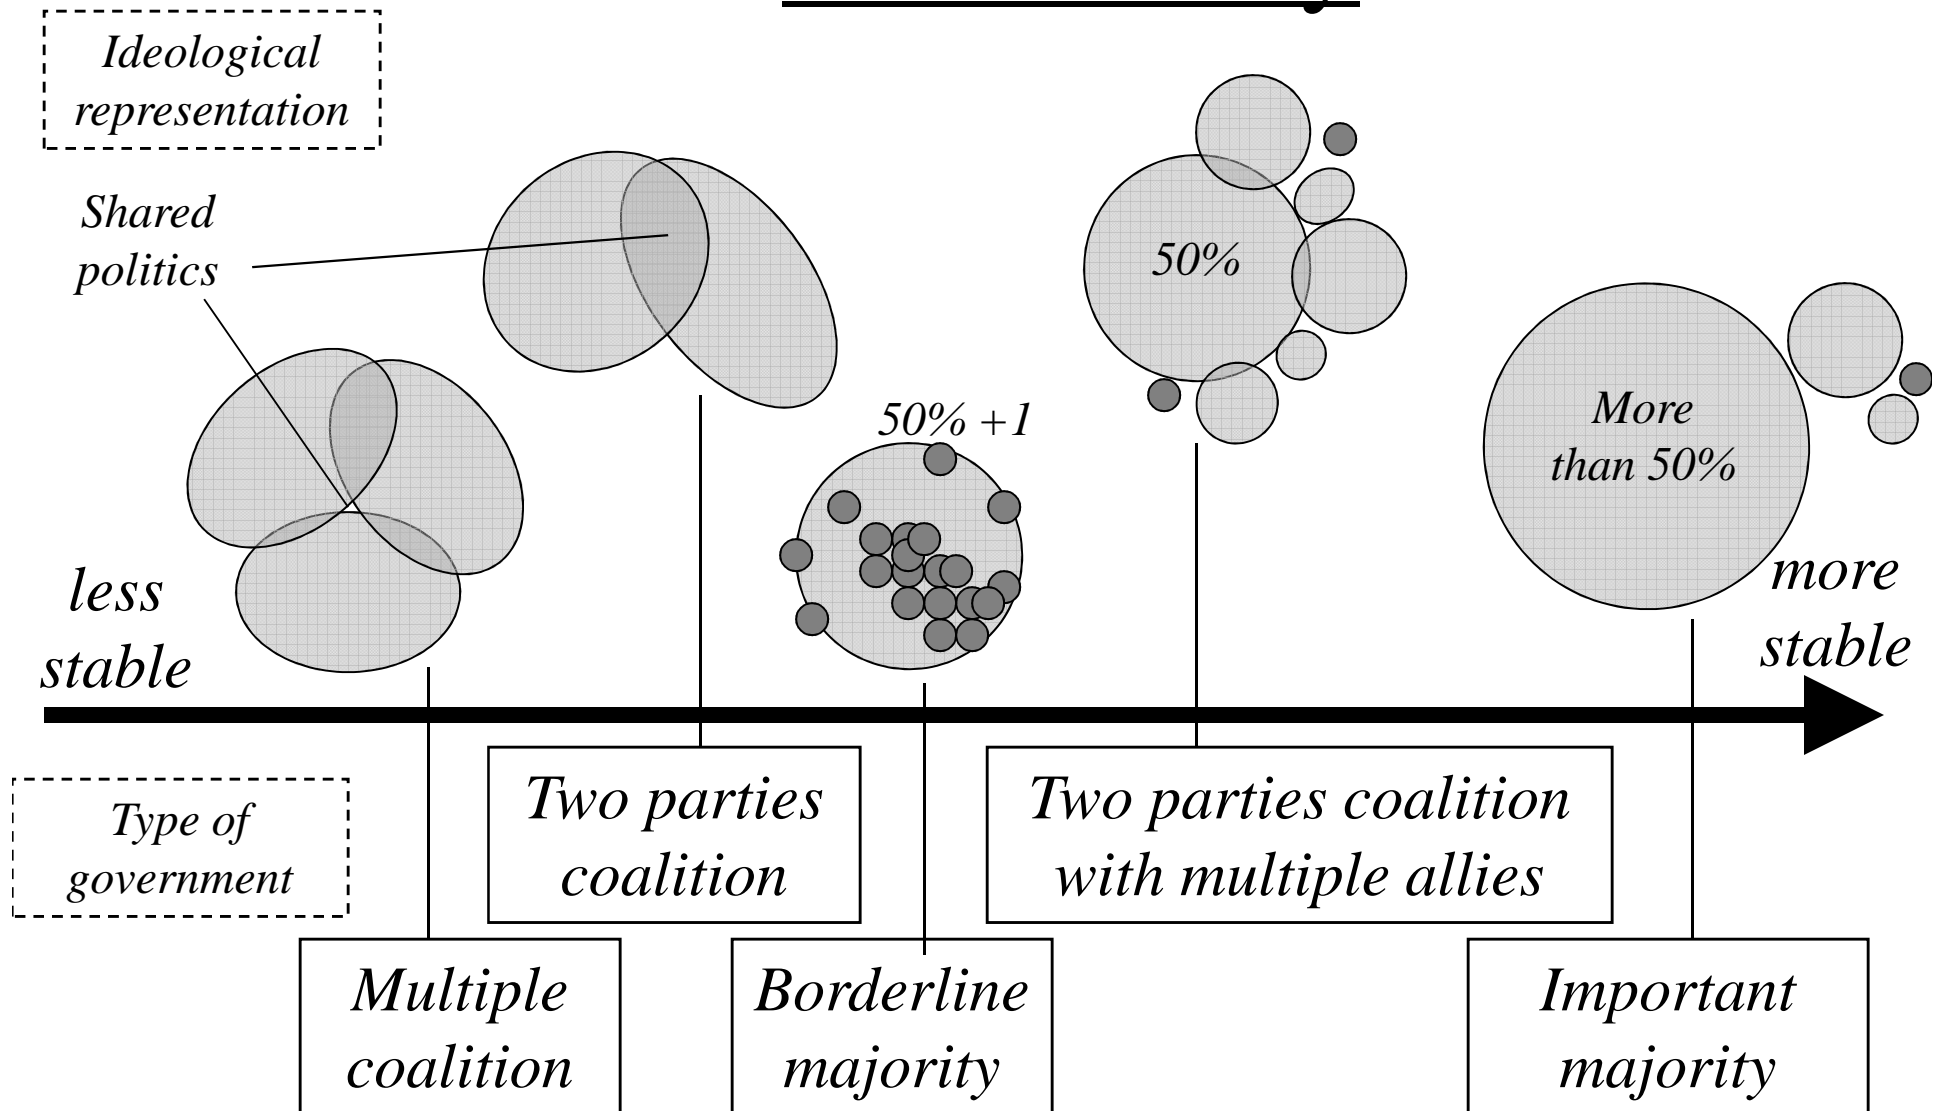 Ideological
representation
Shared
politics
50%
More
than 50%
50% +1
less
stable
more
stable
Type of
government
Two parties
coalition
Two parties coalition
with multiple allies
Multiple
coalition
Borderline
majority
Important
majority